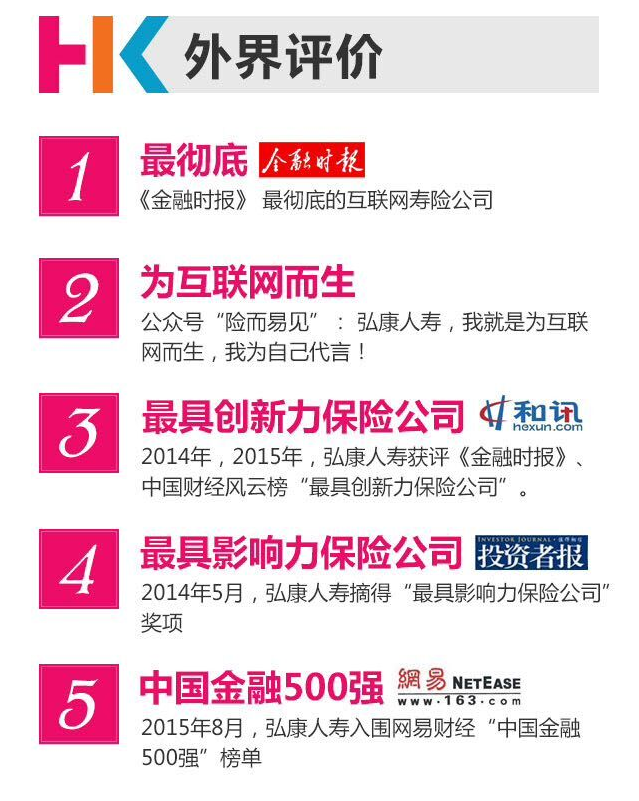 HK 外界评价
1 最彻底 金融时报
《金融时报》 最彻底的互联网寿险公司
2 为互联网而生
公众号“险而易见”： 弘康人寿，我就是为互联
网而生，我为自己代言！
3 最具创新力保险公司 和讯 hexun.com
2014年，2015年，弘康人寿获评《金融时报》、
中国财经风云榜“最具创新力保险公司”。
4 最具影响力保险公司 INVESTOR JOURNAL·值得相信 投资者报
2014年5月，弘康人寿摘得“最具影响力保险公司”
奖项
5 中国金融500强 網易 NETEASE www.163.com
2015年8月，弘康人寿入围网易财经“中国金融
500强”榜单